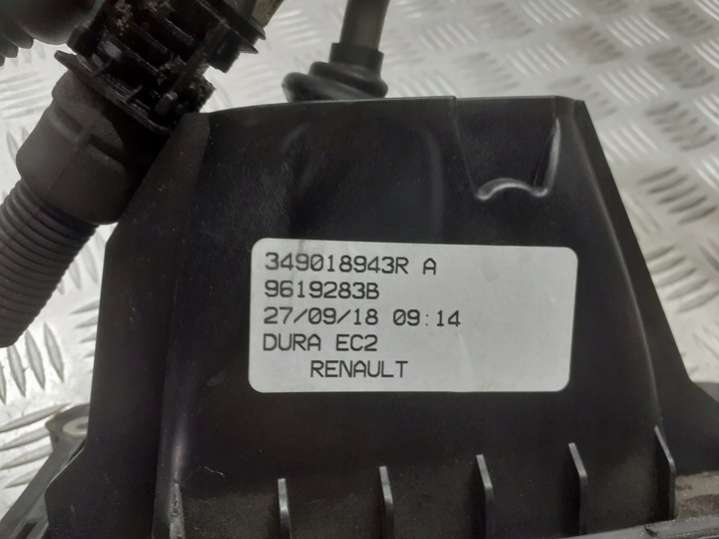 349018943R A
9619283B
27/09/18 09:14
DURA EC2
RENAULT